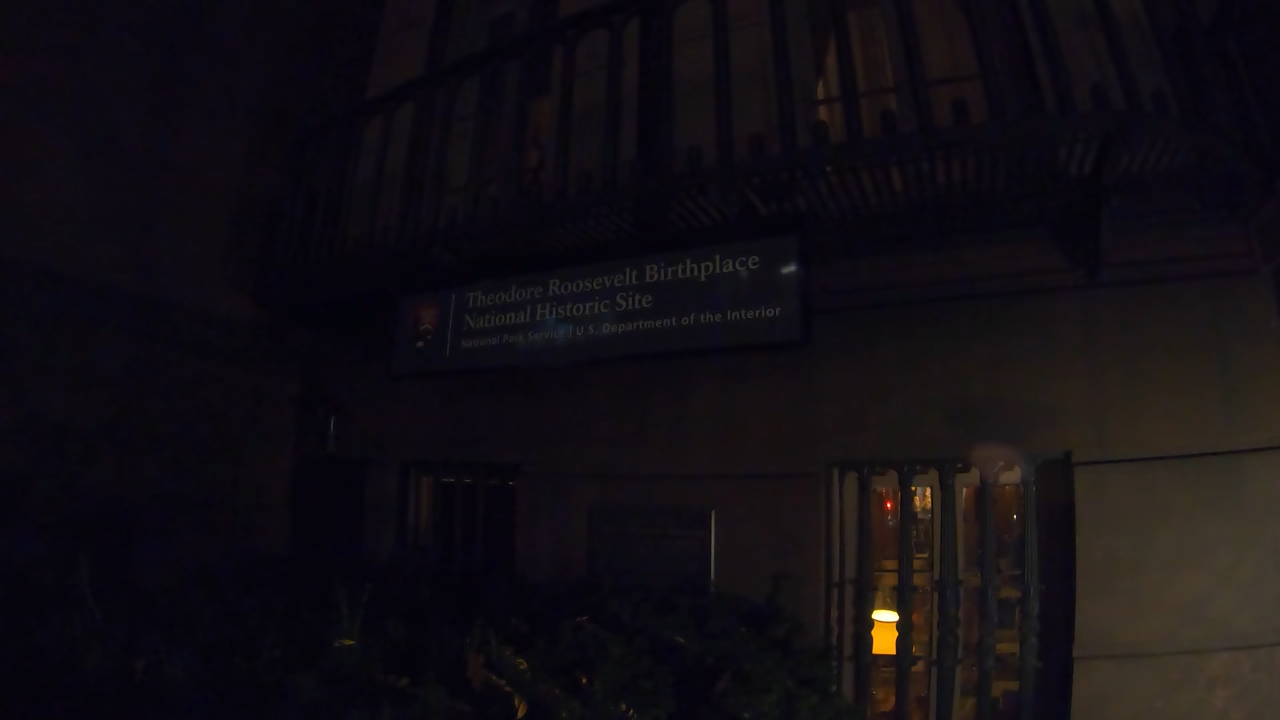 Theodore Roosevelt Birthplace
National Historic Site
National Park Service | U.S. Department of the Interior